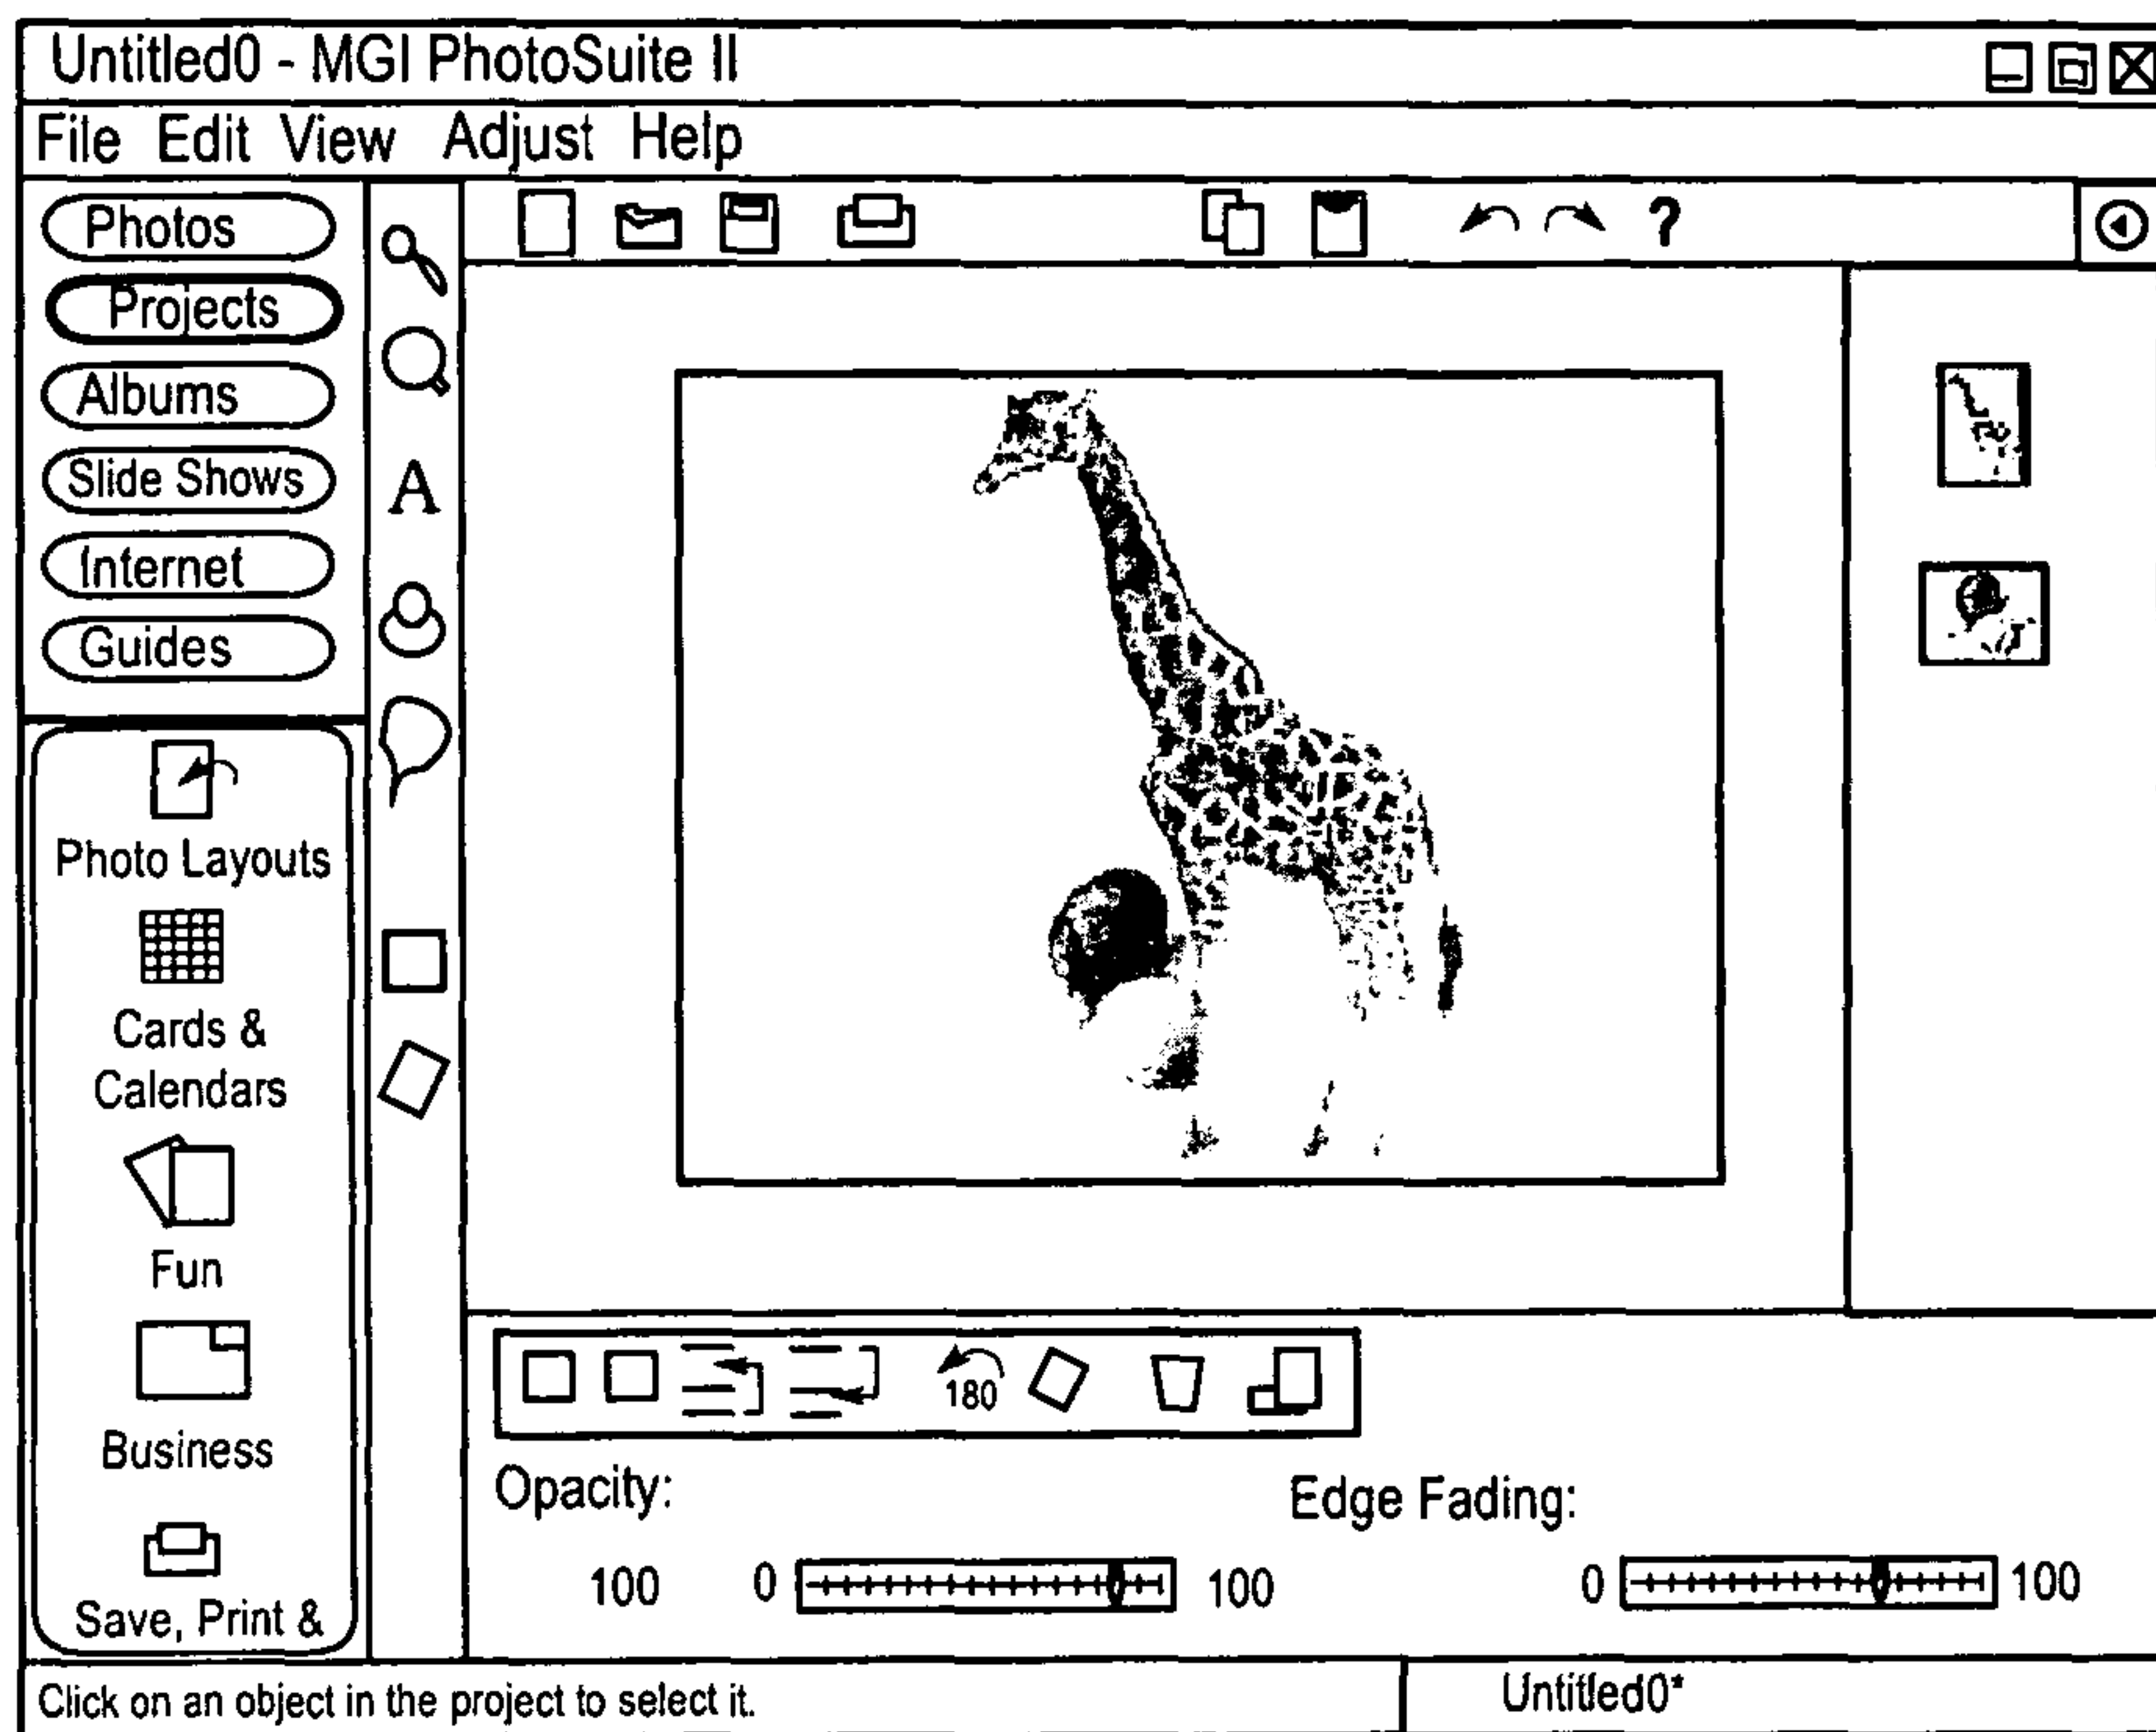 Untitled0 - MGI PhotoSuite II
File Edit View Adjust Help
Photos
Projects
Albums
Slide Shows
Internet
Guides
A
?
Photo Layouts
Cards &
Calendars
Fun
Business
Save, Print &
180
Opacity:
Edge Fading:
100 0 100
0 100
Click on an object in the project to select it.
Untitled0*